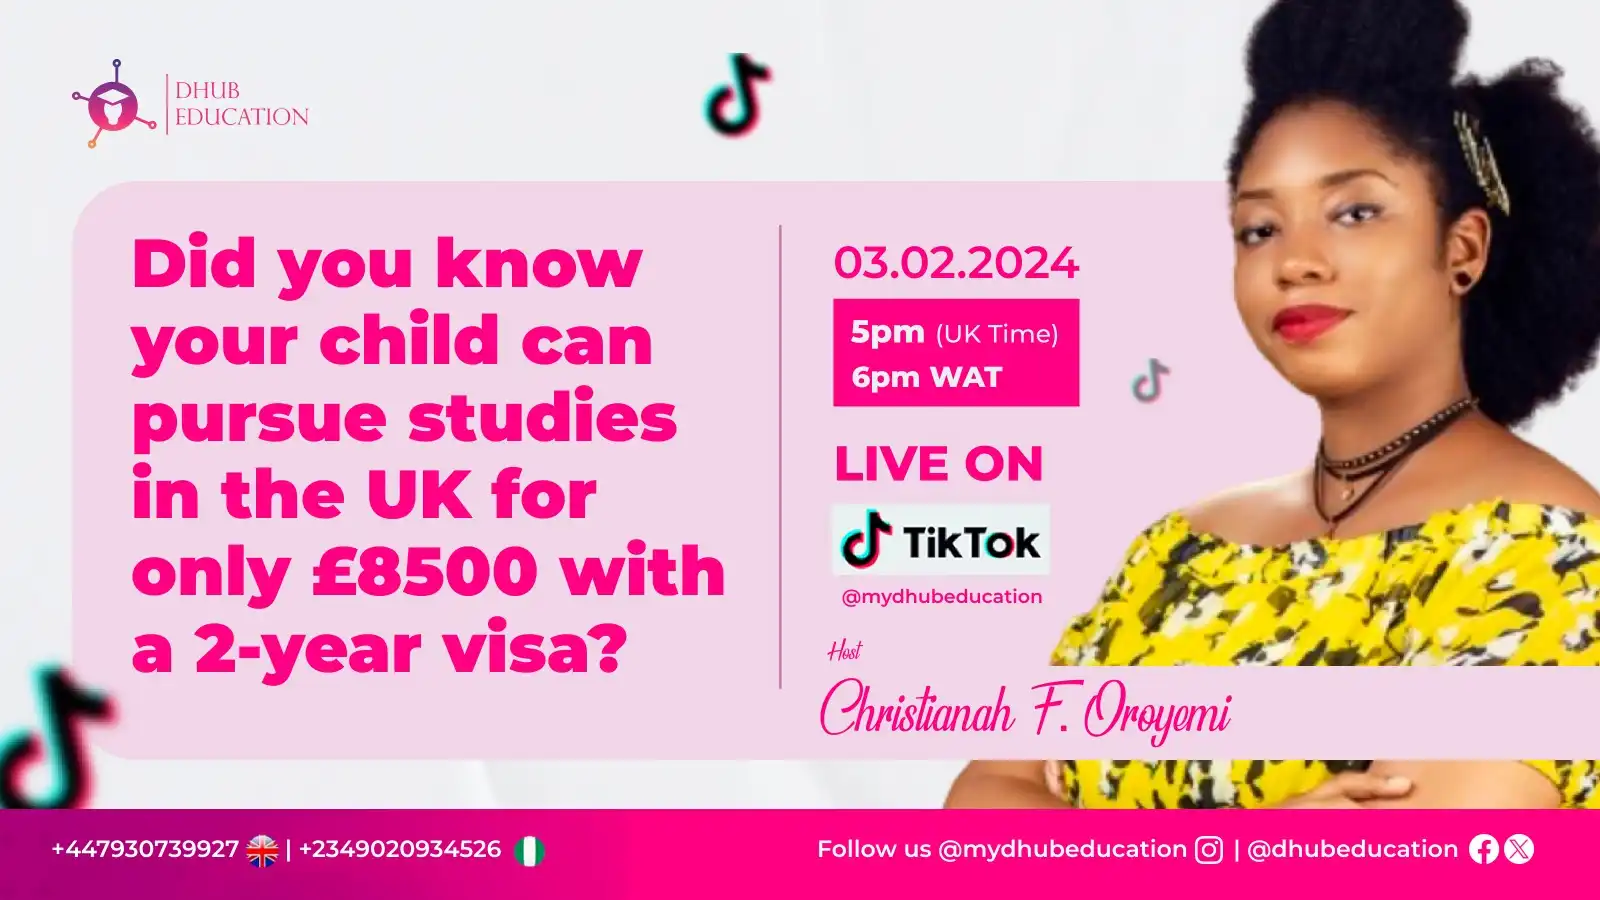 DHUB
EDUCATION
Did you know
your child can
pursue studies
in the UK for
only £8500 with
a 2-year visa?
03.02.2024
5pm (UK Time)
6pm WAT
LIVE ON
TikTok
@mydhubeducation
Host
Christianah F. Oroyemi
+447930739927 | +2349020934526
Follow us @mydhubeducation | @dhubeducation